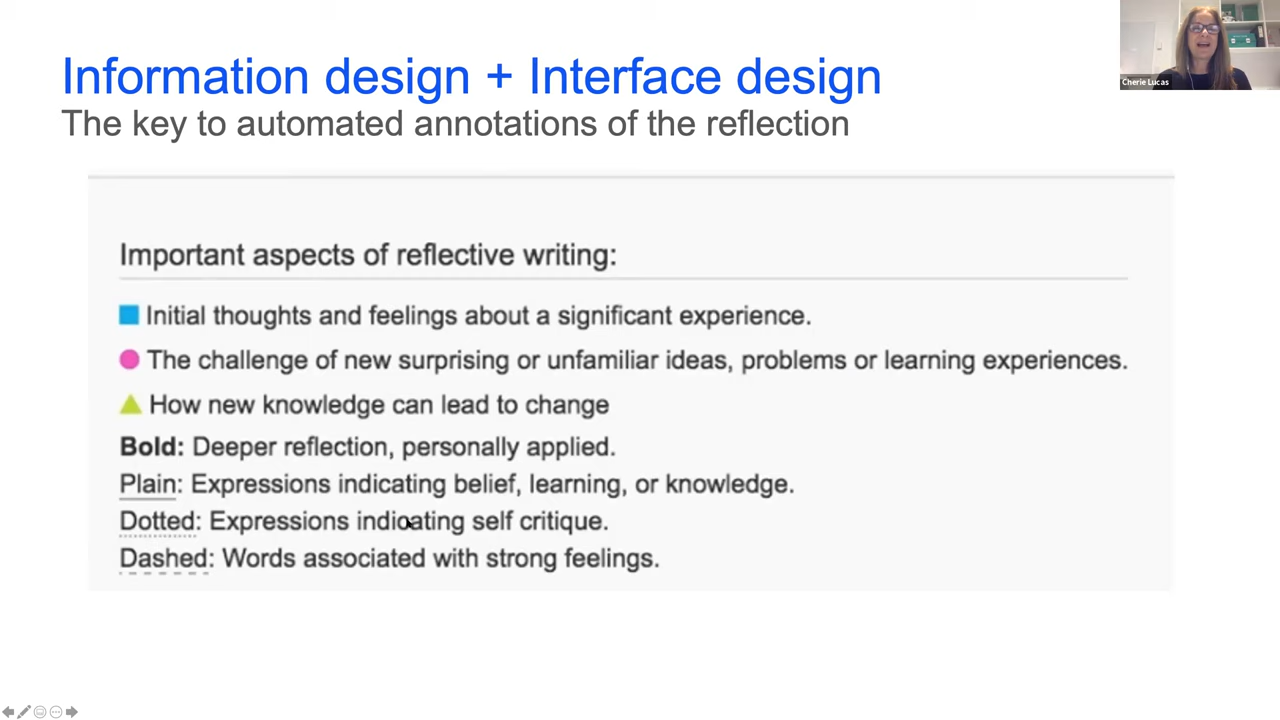 Information design + Interface design
The key to automated annotations of the reflection
Cherie Lucas
Important aspects of reflective writing:
Initial thoughts and feelings about a significant experience.
The challenge of new surprising or unfamiliar ideas, problems or learning experiences.
How new knowledge can lead to change
Bold: Deeper reflection, personally applied.
Plain: Expressions indicating belief, learning, or knowledge.
Dotted: Expressions indicating self critique.
Dashed: Words associated with strong feelings.